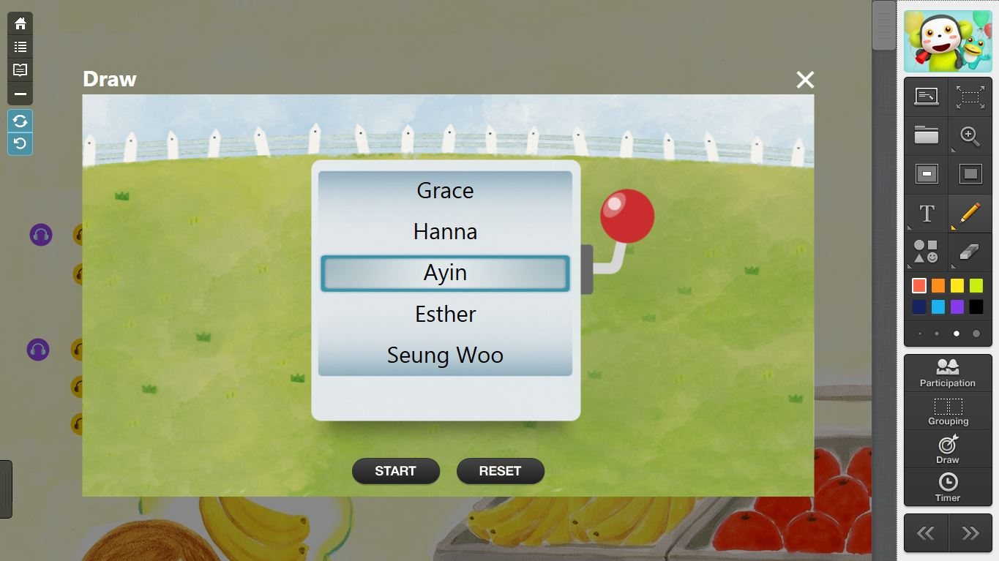 Draw
Grace
Hanna
Ayin
Esther
Seung Woo
START
RESET
T
Participation
Grouping
Draw
Timer